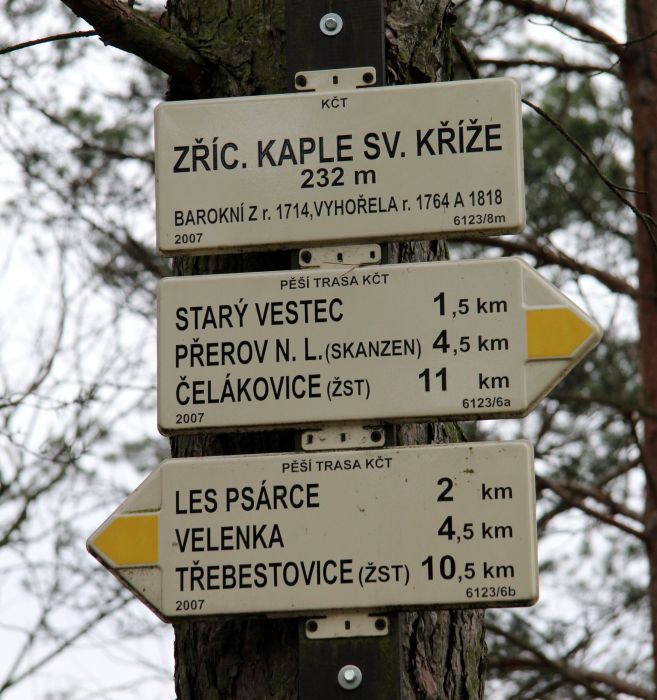 KČT
ZŘÍC. KAPLE SV. KŘÍŽE
232 m
BAROKNÍ Z r. 1714,VYHOŘELA r. 1764 A 1818
2007 6123/8m
PĚŠÍ TRASA KČT
STARÝ VESTEC 1,5 km
PŘEROV N. L.(SKANZEN) 4,5 km
ČELÁKOVICE (ŽST) 11 km
2007 6123/6a
PĚŠÍ TRASA KČT
LES PSÁRCE 2 km
VELENKA 4,5 km
TŘEBESTOVICE (ŽST) 10,5 km
2007 6123/6b